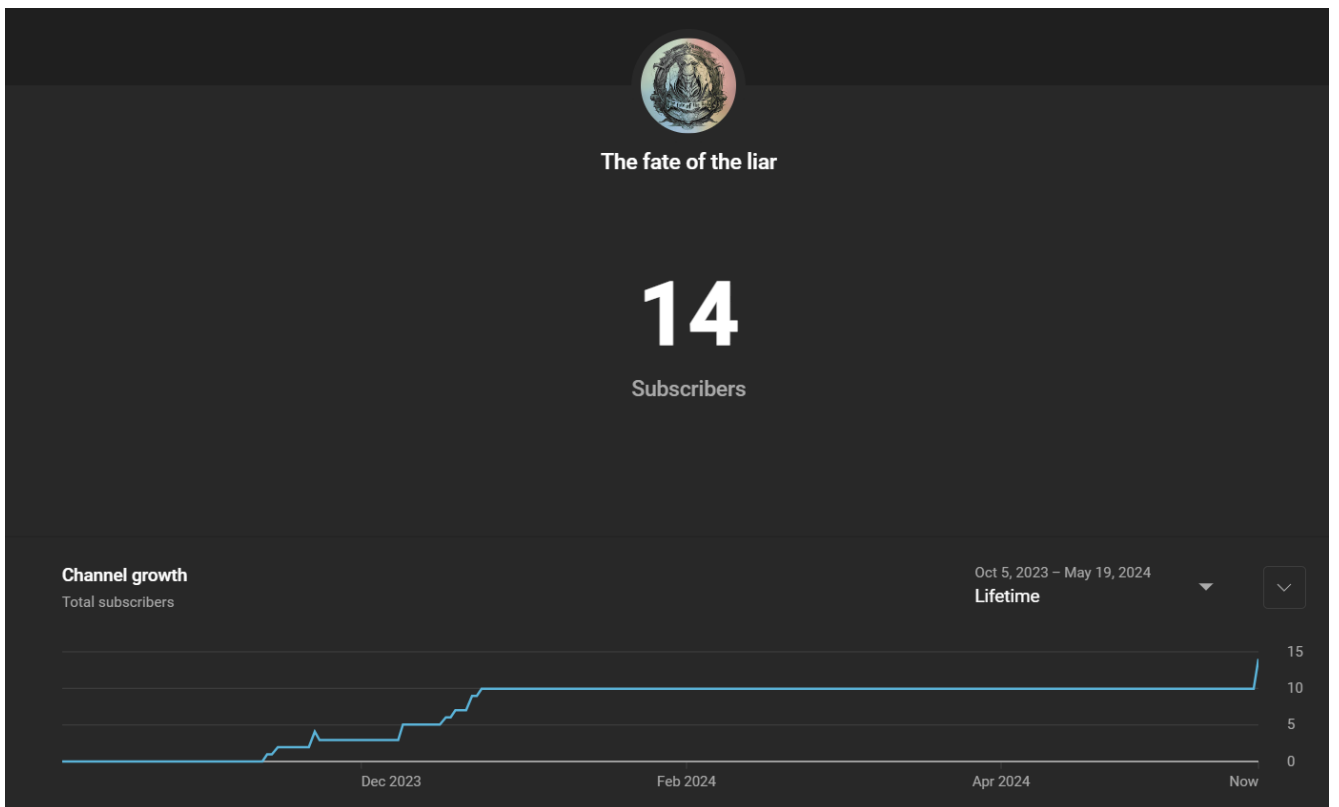 The fate of the liar
14
Subscribers
Channel growth
Total subscribers
Oct 5, 2023 – May 19, 2024
Lifetime
15
10
5
0
Dec 2023
Feb 2024
Apr 2024
Now